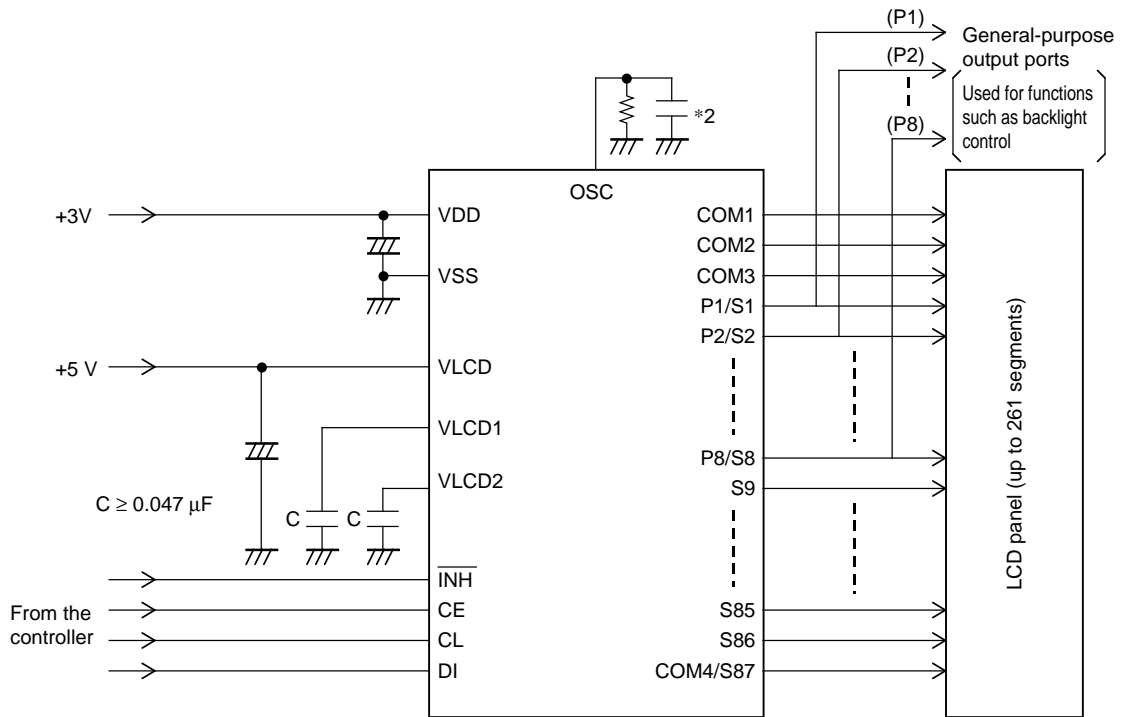 (P1)
General-purpose
output ports
(P2)
Used for functions
such as backlight
control
(P8)
*2
OSC
+3V
VDD
VSS
+5 V
VLCD
VLCD1
VLCD2
C ≥ 0.047 μF
C
C
INH
From the
controller
CE
CL
DI
COM1
COM2
COM3
P1/S1
P2/S2
P8/S8
S9
S85
S86
COM4/S87
LCD panel (up to 261 segments)